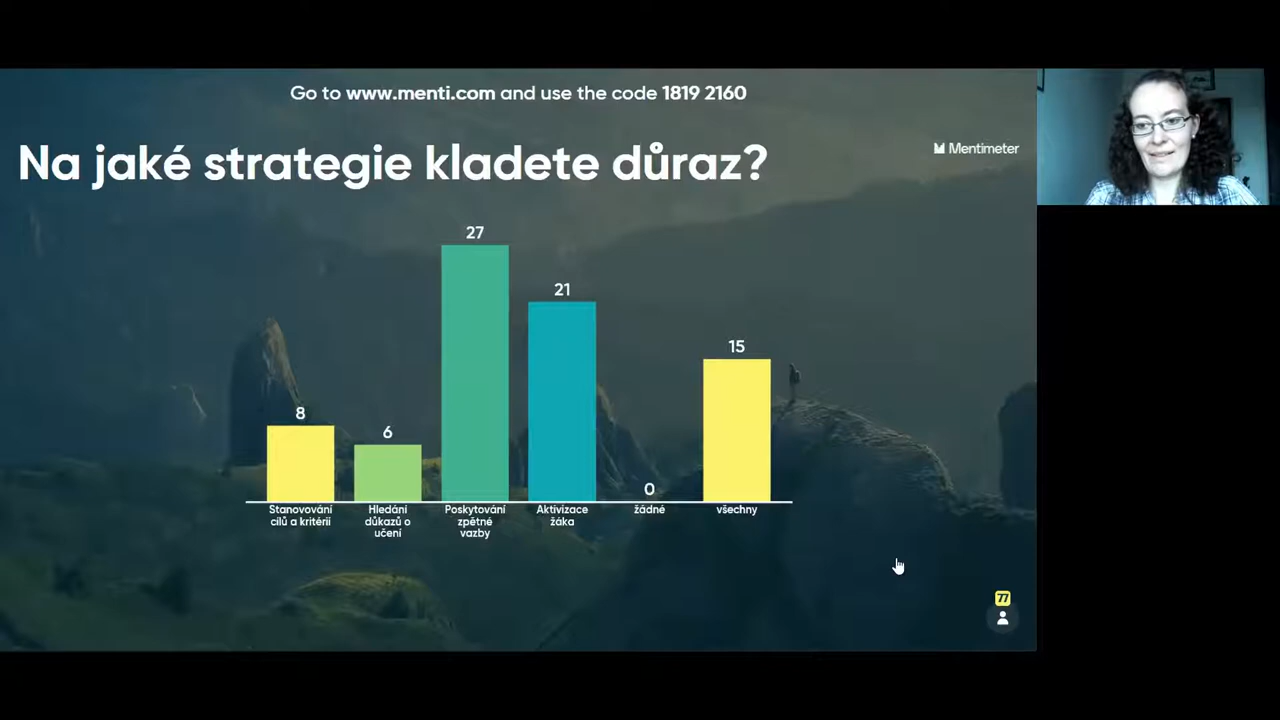 Go to www.menti.com and use the code 1819 2160
Na jaké strategie kladete důraz?
Mentimeter
27
21
15
8
6
0
Stanovování
cílů a kritérií
Hledání
důkazů o
učení
Poskytování
zpětné
vazby
Aktivizace
žáka
žádné
všechny
77